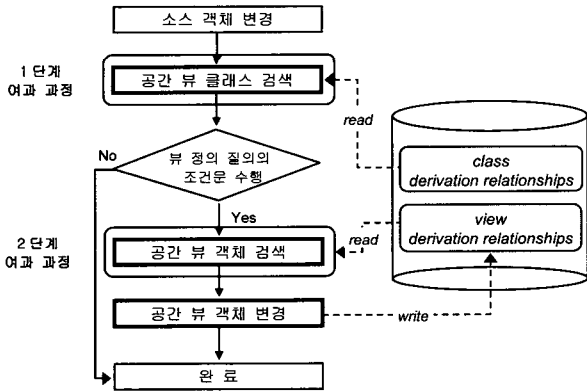 소스 객체 변경
1 단계
여과 과정
공간 뷰 클래스 검색
read
class
derivation relationships
No
뷰 정의 질의의
조건문 수행
Yes
view
derivation relationships
read
2 단계
여과 과정
공간 뷰 객체 검색
공간 뷰 객체 변경
write
완 료